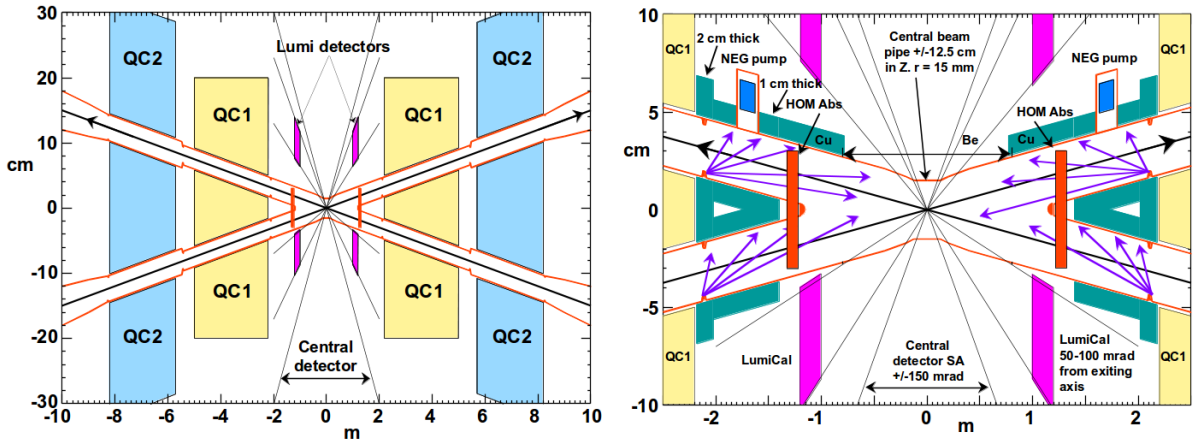 30
20
10
0
-10
-20
-30
cm
-10
-8
-6
-4
-2
0
2
4
6
8
10
m
QC2
QC2
Lumi detectors
QC1
QC1
QC1
QC1
QC2
QC2
Central
detector
10
5
0
-5
-10
cm
-2
-1
0
1
2
m
QC1
2 cm thick
NEG pump
1 cm thick
HOM Abs
Central beam
pipe +/-12.5 cm
in Z. r = 15 mm
NEG pump
QC1
HOM Abs
Cu
Be
Cu
QC1
LumiCal
Central
detector SA
+/-150 mrad
LumiCal
50-100 mrad
from exiting
axis
QC1